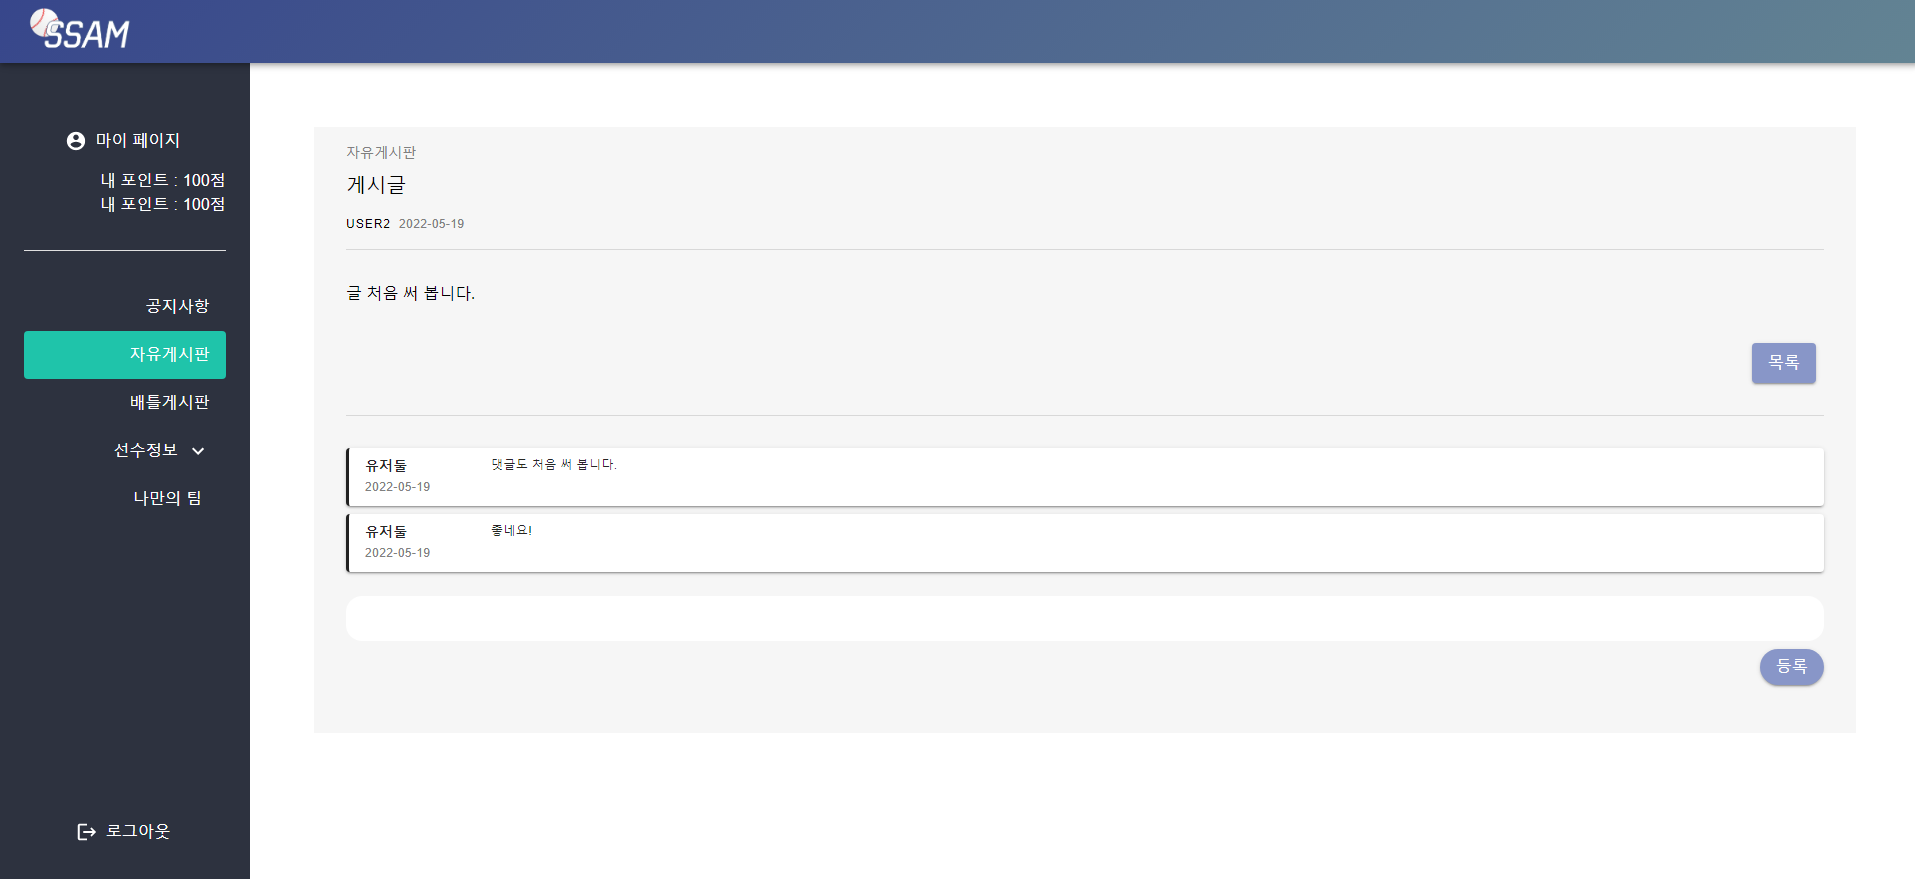 SSAM
마이 페이지
내 포인트 : 100점
내 포인트 : 100점
공지사항
자유게시판
배틀게시판
선수정보
나만의 팀
로그아웃
자유게시판
게시글
USER2 2022-05-19
글 처음 써 봅니다.
목록
유저둘 댓글도 처음 써 봅니다.
2022-05-19
유저둘 좋네요!
2022-05-19
등록